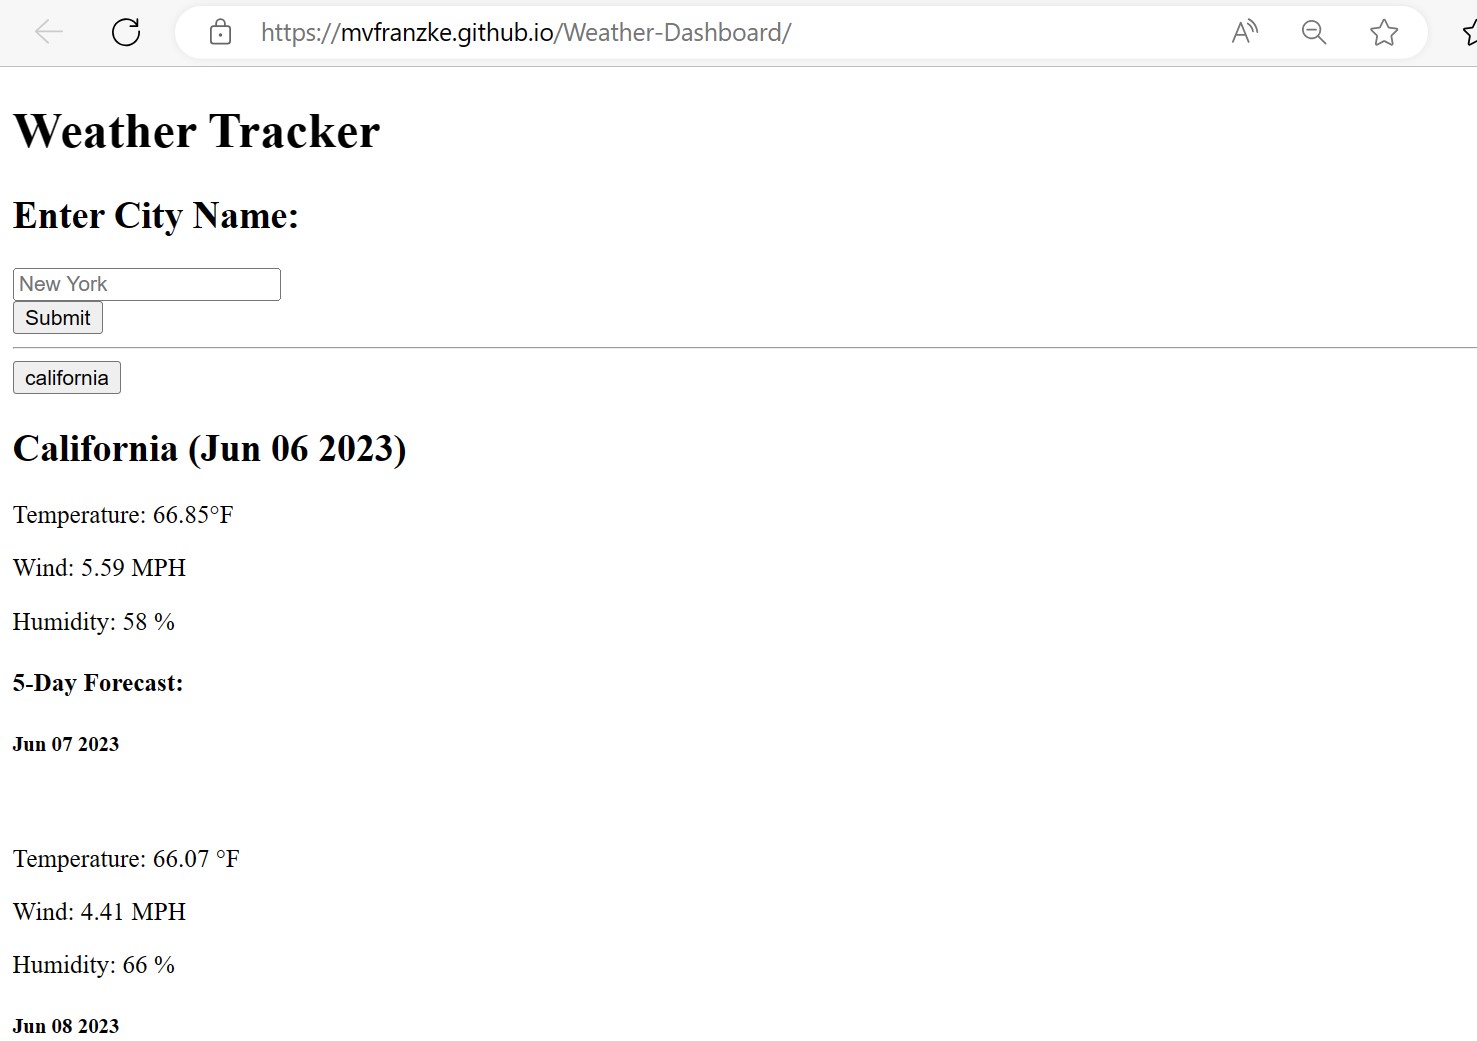 https://mvfranzke.github.io/Weather-Dashboard/
Weather Tracker
Enter City Name:
New York
Submit
california
California (Jun 06 2023)
Temperature: 66.85°F
Wind: 5.59 MPH
Humidity: 58 %
5-Day Forecast:
Jun 07 2023
Temperature: 66.07 °F
Wind: 4.41 MPH
Humidity: 66 %
Jun 08 2023